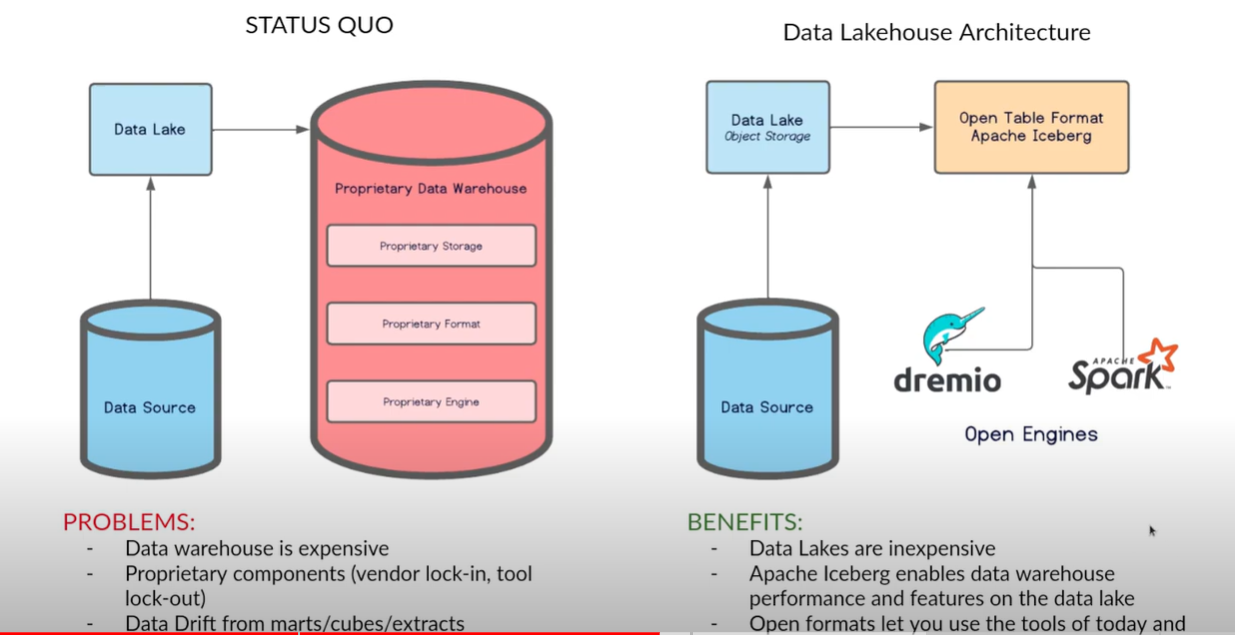 STATUS QUO
Data Lake
Proprietary Data Warehouse
Proprietary Storage
Proprietary Format
Proprietary Engine
Data Source
PROBLEMS:
- Data warehouse is expensive
- Proprietary components (vendor lock-in, tool
lock-out)
- Data Drift from marts/cubes/extracts
Data Lakehouse Architecture
Data Lake
Object Storage
Open Table Format
Apache Iceberg
Data Source
dremio
APACHE
Spark™
Open Engines
BENEFITS:
- Data Lakes are inexpensive
- Apache Iceberg enables data warehouse
performance and features on the data lake
- Open formats let you use the tools of today and